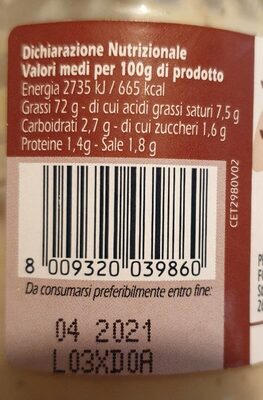 Dichiarazione Nutrizionale
Valori medi per 100g di prodotto
Energia 2735 kJ / 665 kcal
Grassi 72 g - di cui acidi grassi saturi 7,5 g
Carboidrati 2,7 g - di cui zuccheri 1,6 g
Proteine 1,4g - Sale 1,8 g
CET2980V02
8 009320 039860
Da consumarsi preferibilmente entro fine:
04 2021
L03XD0A